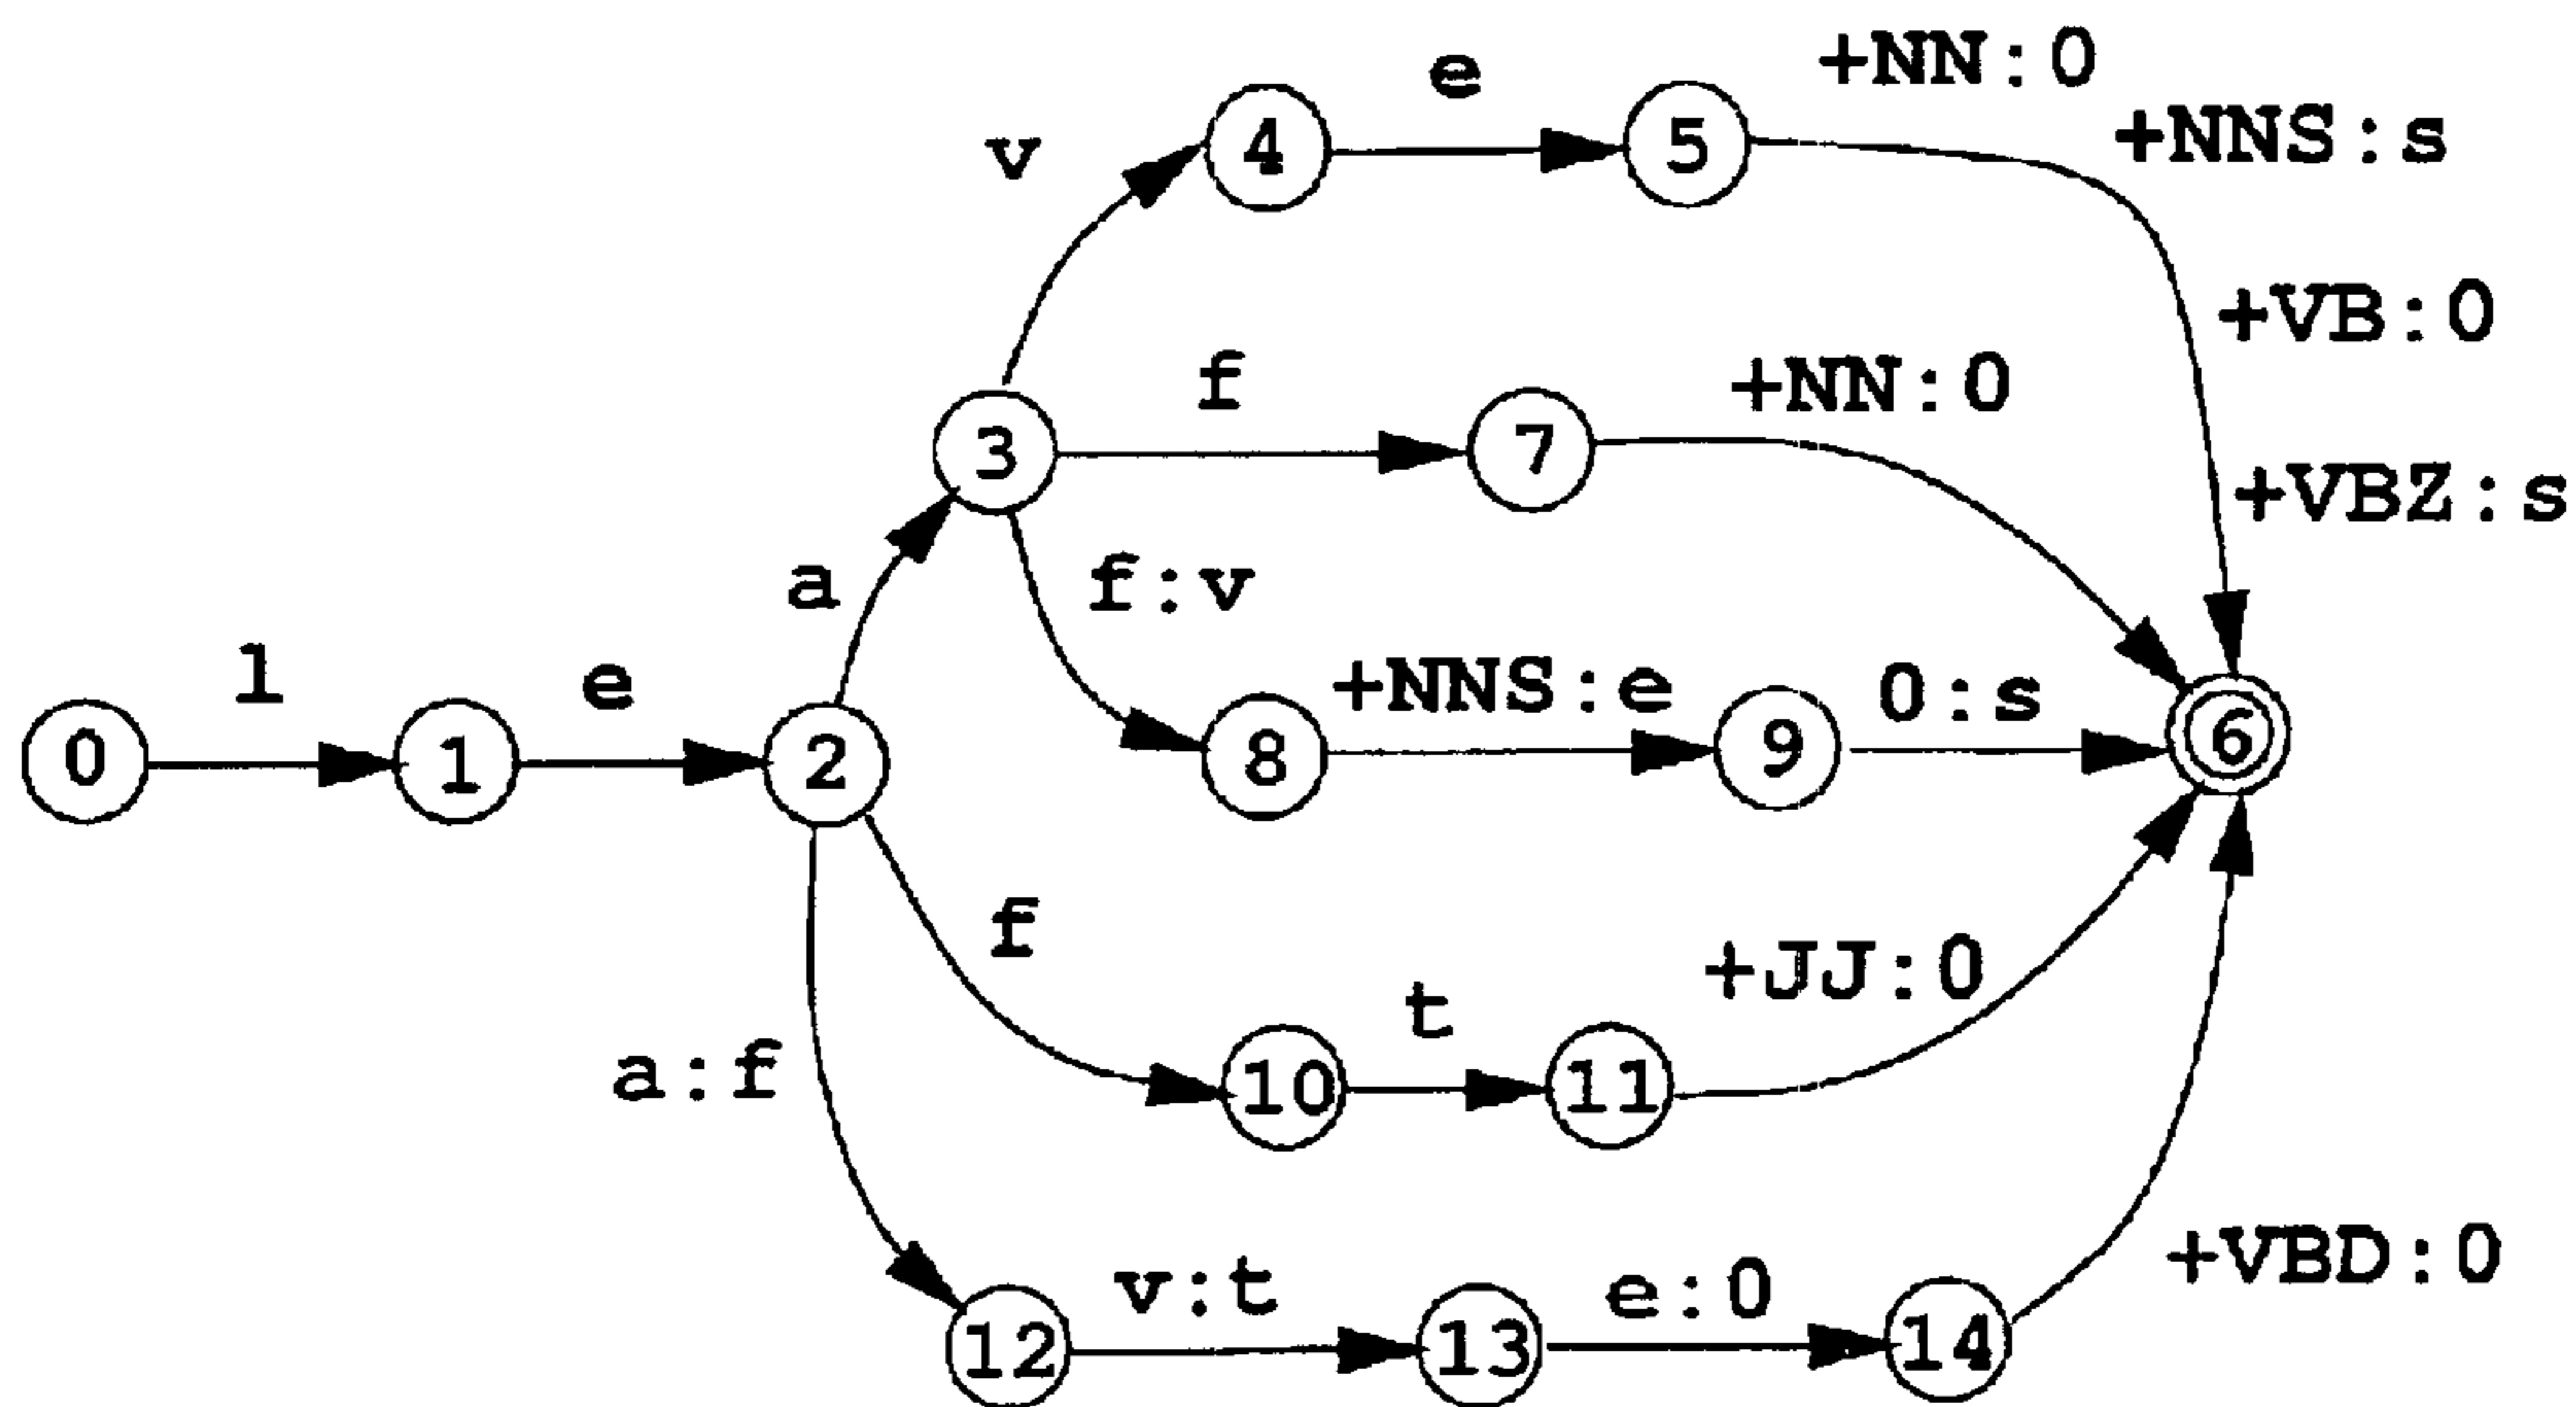 +NN:0
e
+NNS:s
v
4
5
+VB:0
f
+NN:0
3
7
+VBZ:s
a
f:v
l
e
+NNS:e
0:s
0
1
2
8
9
6
f
+JJ:0
t
a:f
10
11
v:t
e:0
+VBD:0
12
13
14